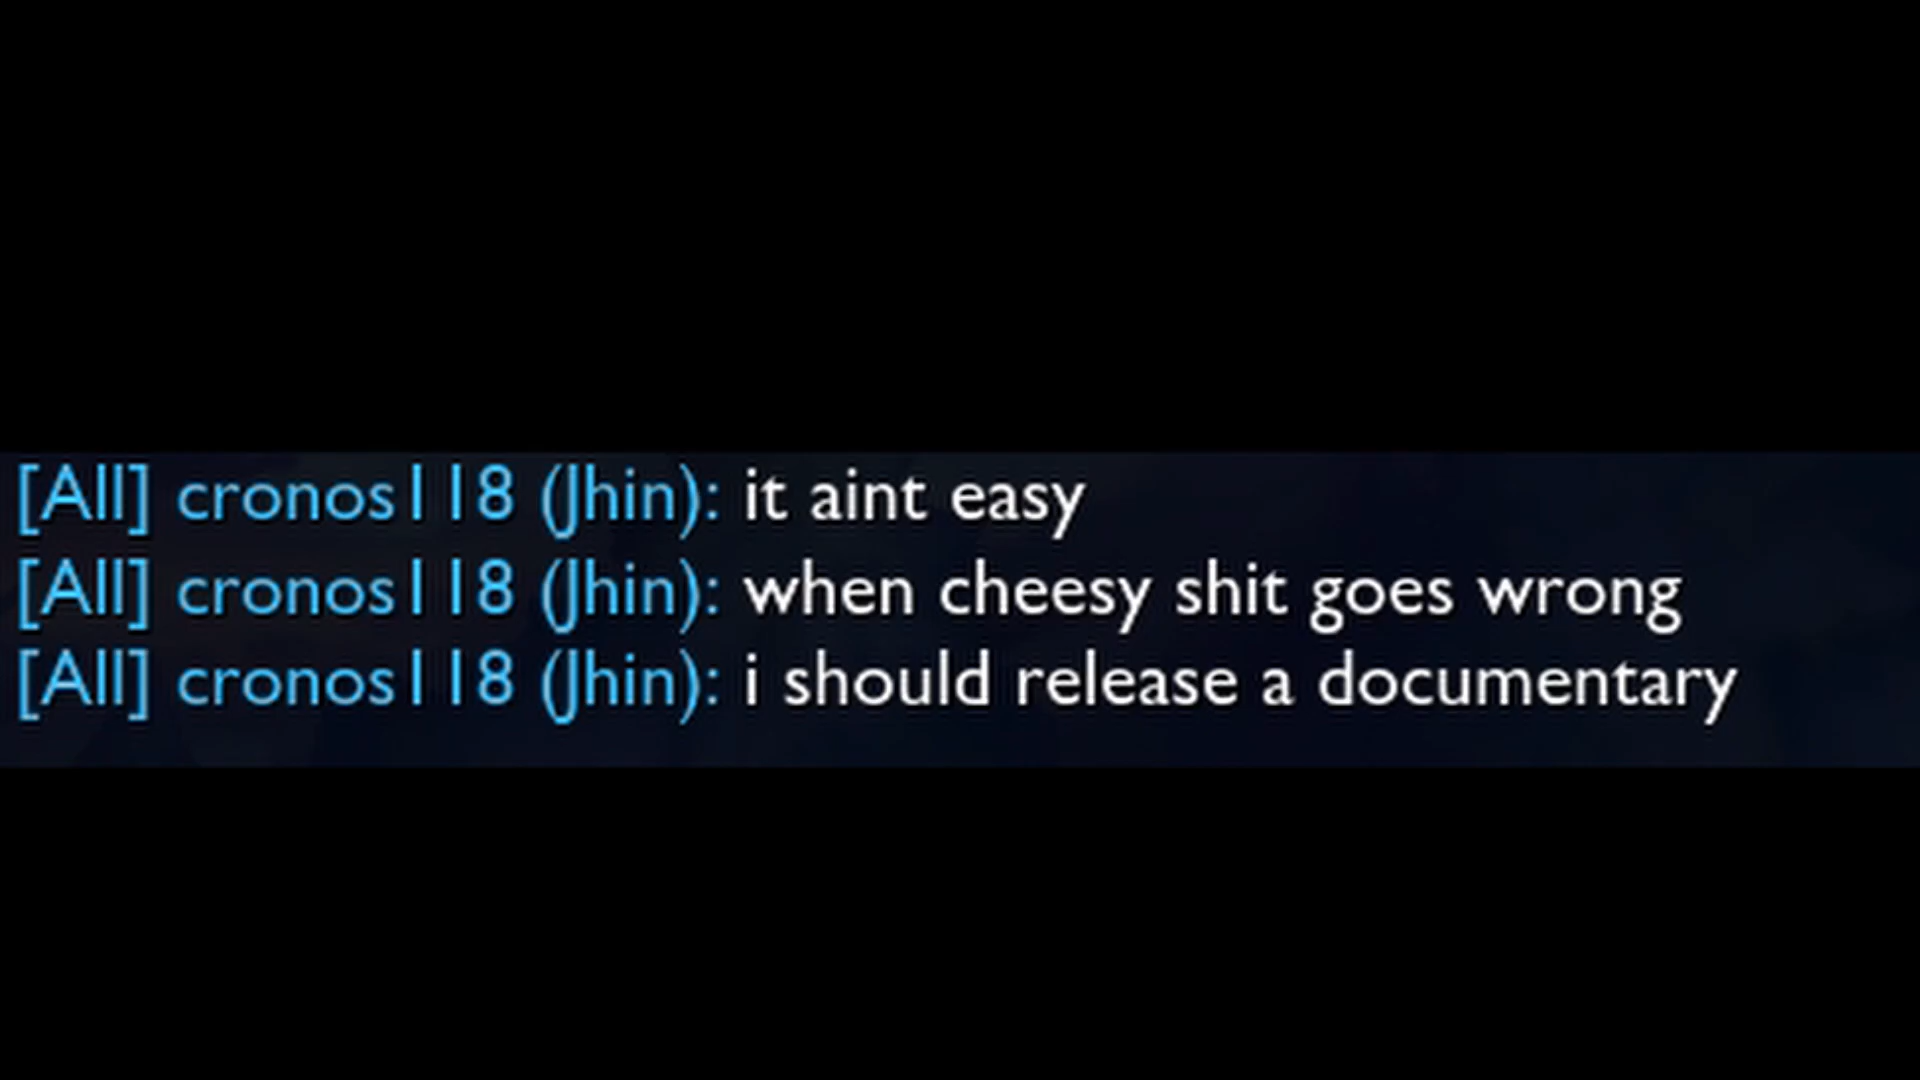 [All] cronos118 (Jhin): it aint easy
[All] cronos118 (Jhin): when cheesy shit goes wrong
[All] cronos118 (Jhin): i should release a documentary